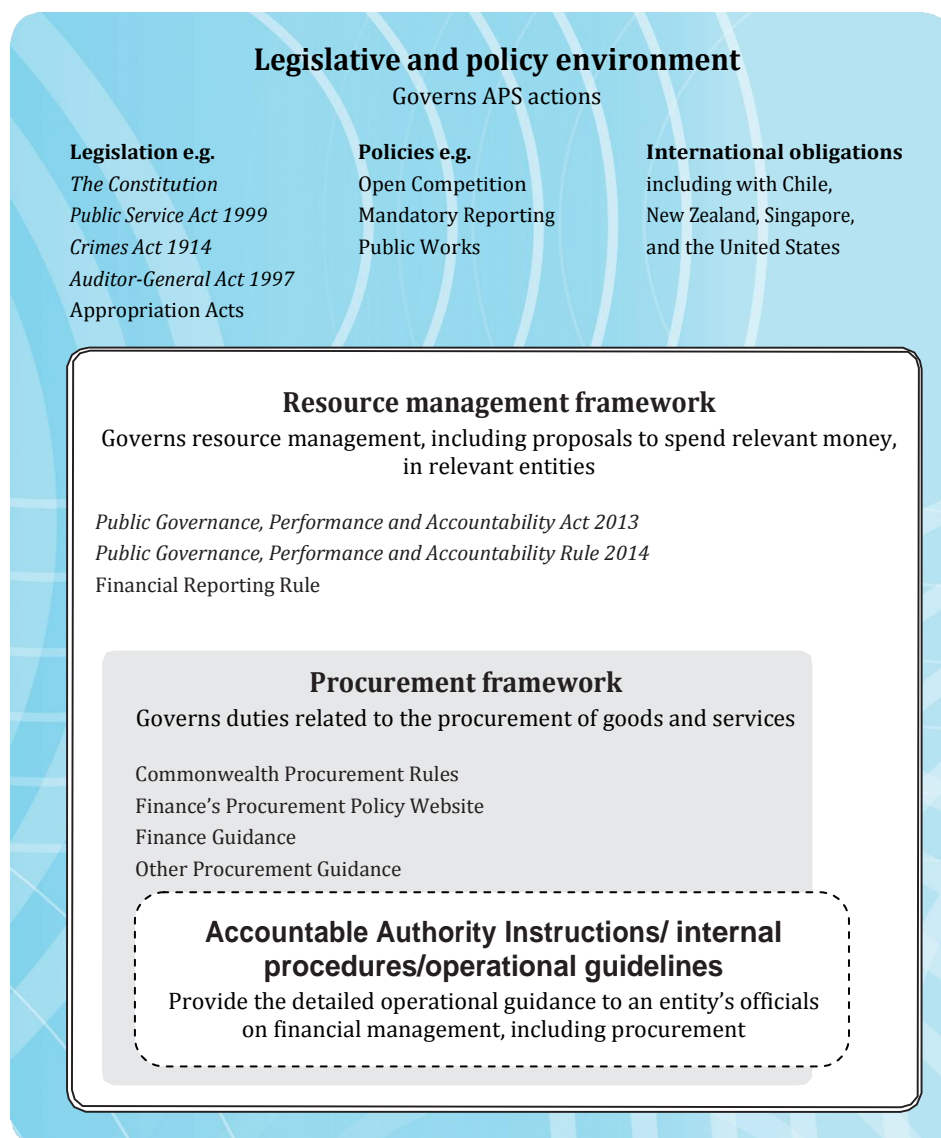 Legislative and policy environment
Governs APS actions
Legislation e.g.
The Constitution
Public Service Act 1999
Crimes Act 1914
Auditor-General Act 1997
Appropriation Acts
Policies e.g.
Open Competition
Mandatory Reporting
Public Works
International obligations
including with Chile,
New Zealand, Singapore,
and the United States
Resource management framework
Governs resource management, including proposals to spend relevant money,
in relevant entities
Public Governance, Performance and Accountability Act 2013
Public Governance, Performance and Accountability Rule 2014
Financial Reporting Rule
Procurement framework
Governs duties related to the procurement of goods and services
Commonwealth Procurement Rules
Finance's Procurement Policy Website
Finance Guidance
Other Procurement Guidance
Accountable Authority Instructions/ internal
procedures/operational guidelines
Provide the detailed operational guidance to an entity's officials
on financial management, including procurement